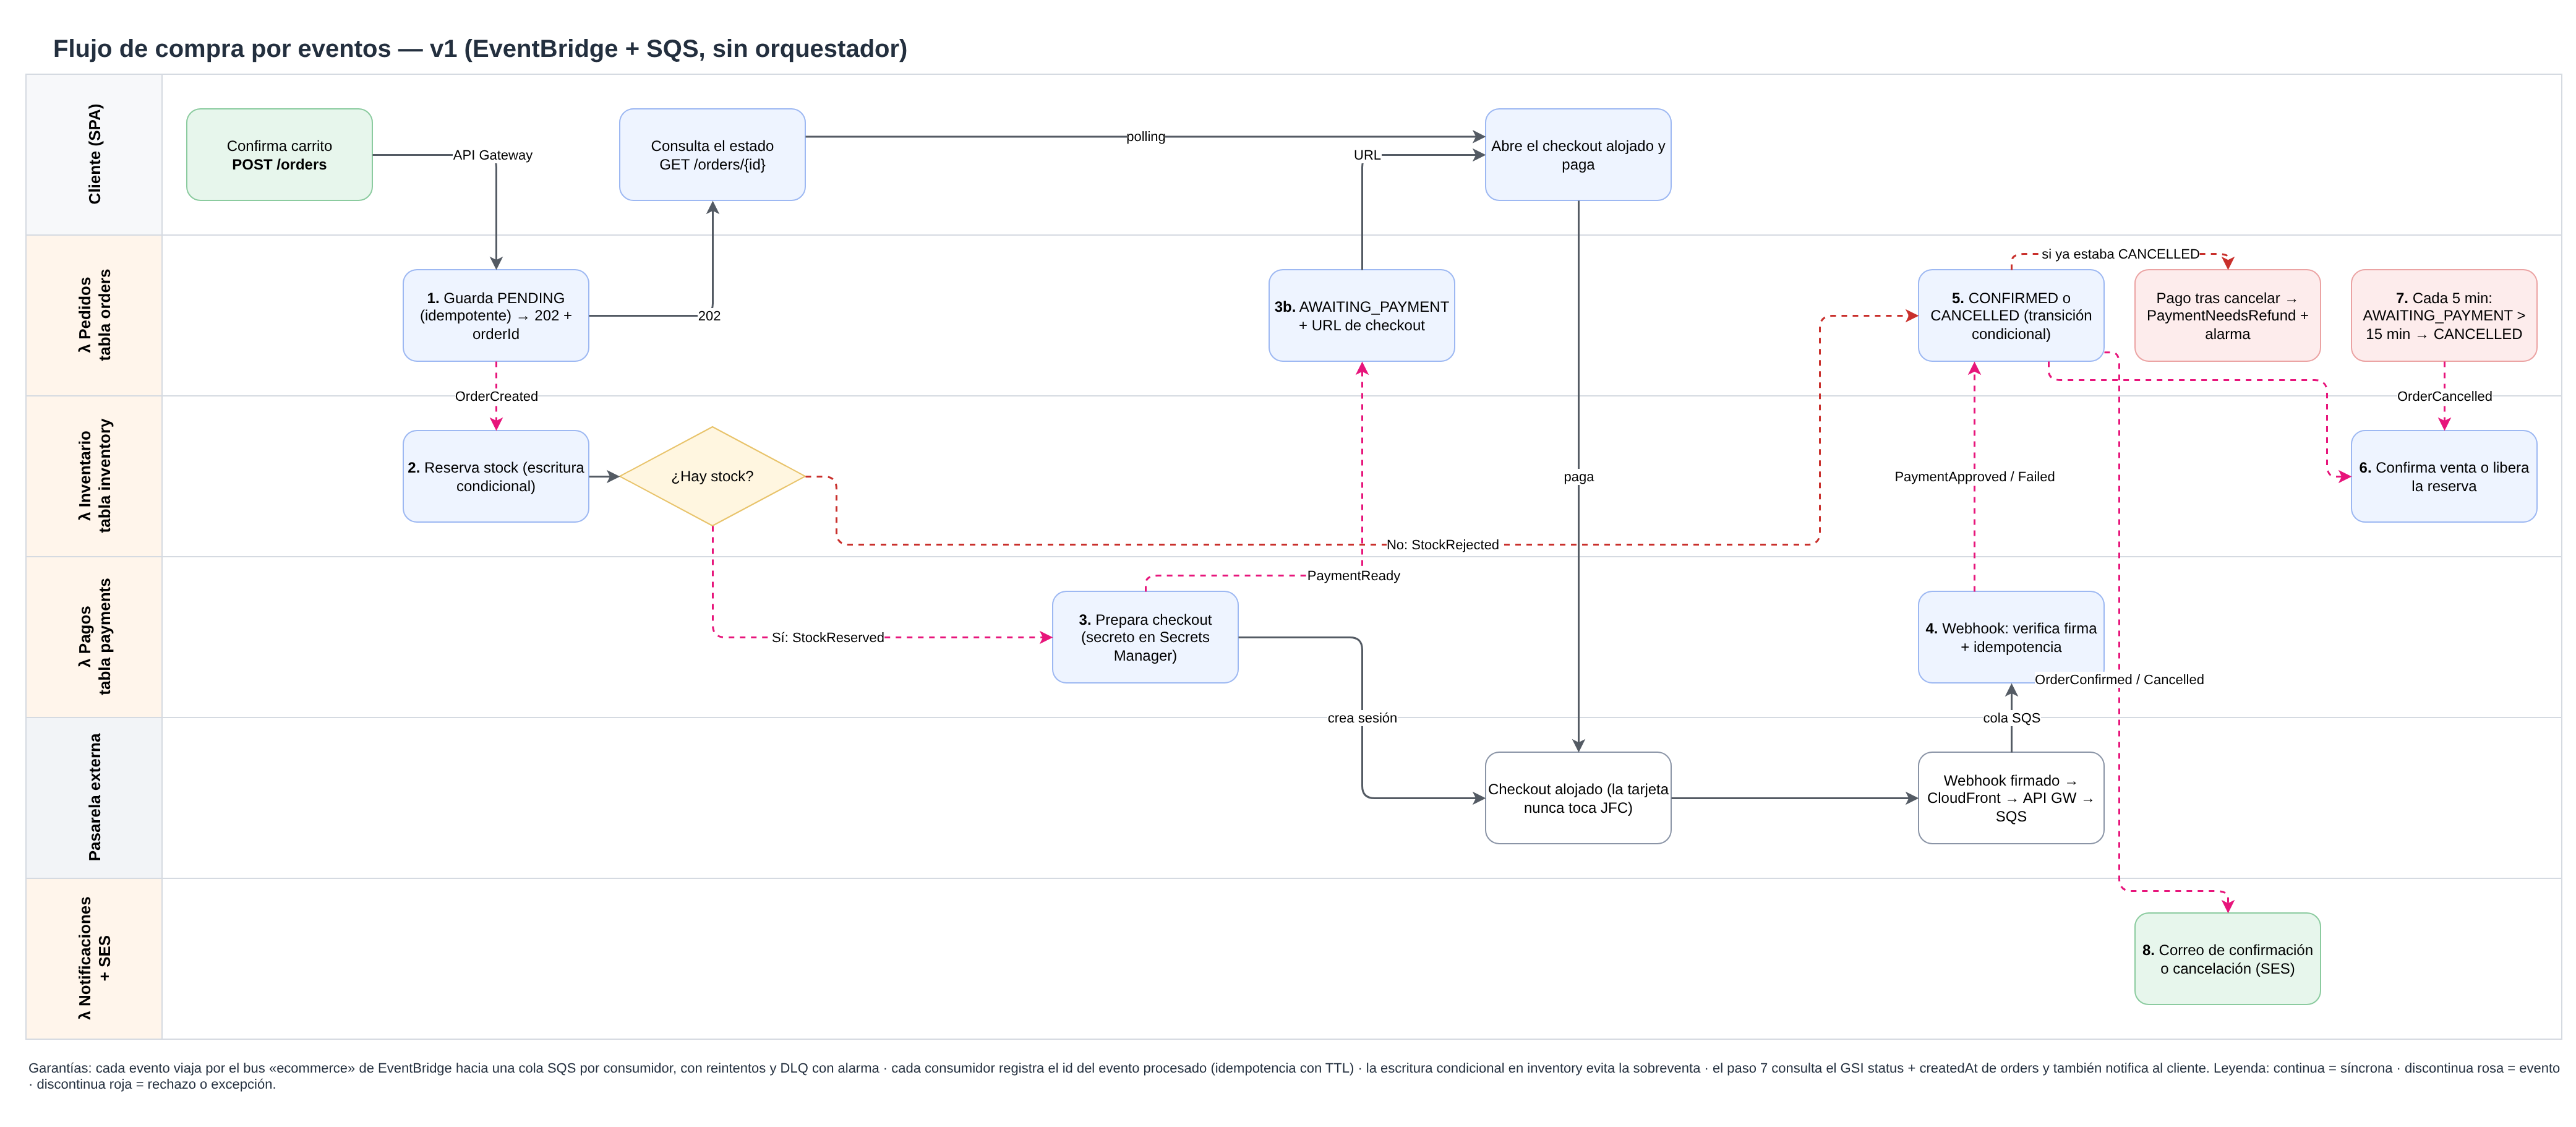 Flujo de compra por eventos — v1 (EventBridge + SQS, sin orquestador)
Cliente (SPA)
Confirma carrito
POST /orders
API Gateway
Consulta el estado
GET /orders/{id}
polling
URL
Abre el checkout alojado y
paga
λ Pedidos
tabla orders
1. Guarda PENDING
(idempotente) → 202 +
orderId
202
3b. AWAITING_PAYMENT
+ URL de checkout
5. CONFIRMED o
CANCELLED (transición
condicional)
si ya estaba CANCELLED
Pago tras cancelar →
PaymentNeedsRefund +
alarma
7. Cada 5 min:
AWAITING_PAYMENT >
15 min → CANCELLED
OrderCreated
OrderCancelled
λ Inventario
tabla inventory
2. Reserva stock (escritura
condicional)
¿Hay stock?
paga
PaymentApproved / Failed
6. Confirma venta o libera
la reserva
No: StockRejected
λ Pagos
tabla payments
PaymentReady
Sí: StockReserved
3. Prepara checkout
(secreto en Secrets
Manager)
4. Webhook: verifica firma
+ idempotencia
OrderConfirmed / Cancelled
crea sesión
cola SQS
Pasarela externa
Checkout alojado (la tarjeta
nunca toca JFC)
Webhook firmado →
CloudFront → API GW →
SQS
λ Notificaciones
+ SES
8. Correo de confirmación
o cancelación (SES)
Garantías: cada evento viaja por el bus «ecommerce» de EventBridge hacia una cola SQS por consumidor, con reintentos y DLQ con alarma · cada consumidor registra el id del evento procesado (idempotencia con TTL) · la escritura condicional en inventory evita la sobreventa · el paso 7 consulta el GSI status + createdAt de orders y también notifica al cliente. Leyenda: continua = síncrona · discontinua rosa = evento
· discontinua roja = rechazo o excepción.